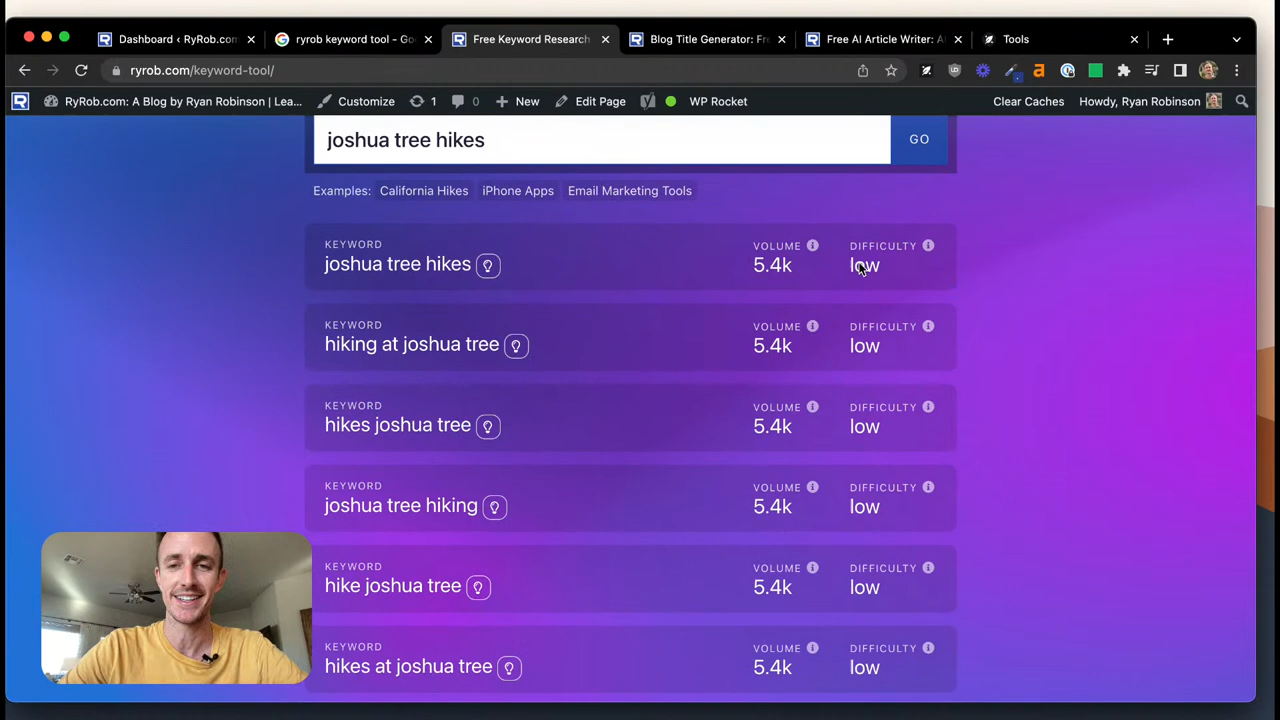 Dashboard ‹ RyRob.com:
ryrob keyword tool - Go
Free Keyword Research
Blog Title Generator: Fr
Free AI Article Writer: A
Tools
ryrob.com/keyword-tool/
RyRob.com: A Blog by Ryan Robinson | Lea...
Customize
1
0
New
Edit Page
WP Rocket
Clear Caches
Howdy, Ryan Robinson
joshua tree hikes
GO
Examples: California Hikes iPhone Apps Email Marketing Tools
KEYWORD VOLUME DIFFICULTY
joshua tree hikes 5.4k low
KEYWORD VOLUME DIFFICULTY
hiking at joshua tree 5.4k low
KEYWORD VOLUME DIFFICULTY
hikes joshua tree 5.4k low
KEYWORD VOLUME DIFFICULTY
joshua tree hiking 5.4k low
KEYWORD VOLUME DIFFICULTY
hike joshua tree 5.4k low
KEYWORD VOLUME DIFFICULTY
hikes at joshua tree 5.4k low